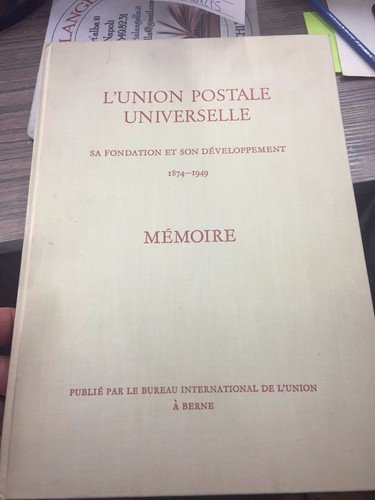 L'UNION POSTALE
UNIVERSELLE
SA FONDATION ET SON DÉVELOPPEMENT
1874–1949
MÉMOIRE
PUBLIÉ PAR LE BUREAU INTERNATIONAL DE L'UNION
À BERNE
Napoli